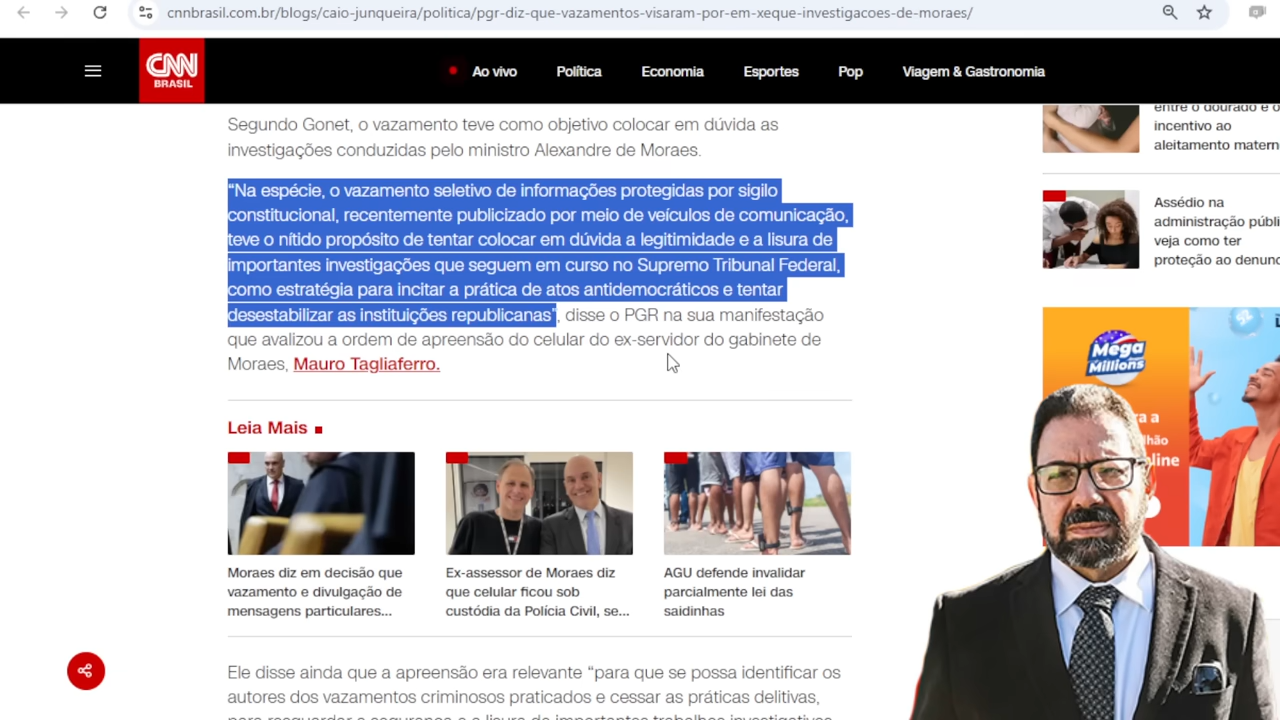 cnnbrasil.com.br/blogs/caio-junqueira/politica/pgr-diz-que-vazamentos-visaram-por-em-xeque-investigacoes-de-moraes/
CNN
BRASIL
Ao vivo
Política
Economia
Esportes
Pop
Viagem & Gastronomia
Segundo Gonet, o vazamento teve como objetivo colocar em dúvida as
investigações conduzidas pelo ministro Alexandre de Moraes.
“Na espécie, o vazamento seletivo de informações protegidas por sigilo
constitucional, recentemente publicizado por meio de veículos de comunicação,
teve o nítido propósito de tentar colocar em dúvida a legitimidade e a lisura de
importantes investigações que seguem em curso no Supremo Tribunal Federal,
como estratégia para incitar a prática de atos antidemocráticos e tentar
desestabilizar as instituições republicanas”, disse o PGR na sua manifestação
que avalizou a ordem de apreensão do celular do ex-servidor do gabinete de
Moraes, Mauro Tagliaferro.
Leia Mais
Moraes diz em decisão que
vazamento e divulgação de
mensagens particulares...
Ex-assessor de Moraes diz
que celular ficou sob
custódia da Polícia Civil, se...
AGU defende invalidar
parcialmente lei das
saidinhas
Ele disse ainda que a apreensão era relevante “para que se possa identificar os
autores dos vazamentos criminosos praticados e cessar as práticas delitivas,
para resguardar a segurança e a lisura de importantes trabalhos investigativos
entre o dourado e o
incentivo ao
aleitamento matern
Assédio na
administração públi
veja como ter
proteção ao denunc
Mega
Millions